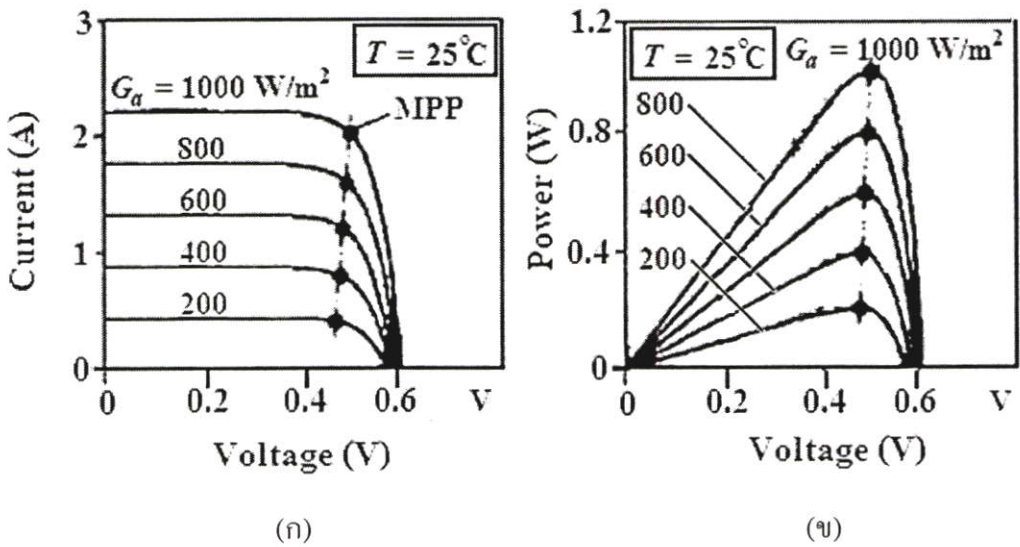 3
T = 25°C
Gₐ = 1000 W/m²
MPP
2
800
600
1
400
200
0
0
0.2
0.4
0.6
V
Current (A)
Voltage (V)
(ก)
1.2
T = 25°C
Gₐ = 1000 W/m²
800
0.8
600
400
0.4
200
0
0
0.2
0.4
0.6
V
Power (W)
Voltage (V)
(ข)